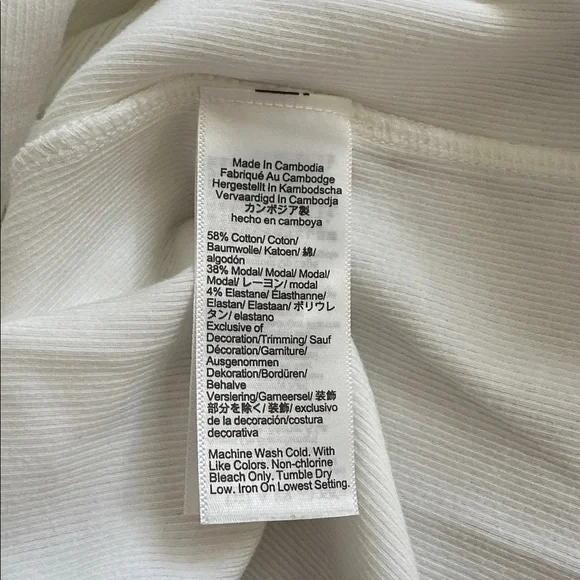 Made In Cambodia
Fabriqué Au Cambodge
Hergestellt In Kambodscha
Vervaardigd In Cambodja
カンボジア製
hecho en camboya
58% Cotton/ Coton/
Baumwolle/ Katoen/ 綿/
algodón
38% Modal/ Modal/ Modal/
Modal/ レーヨン/ modal
4% Elastane/ Élasthanne/
Elastan/ Elastaan/ ポリウレ
タン/ elastano
Exclusive of
Decoration/Trimming/ Sauf
Décoration/Garniture/
Ausgenommen
Dekoration/Bordüren/
Behalve
Versiering/Garneersel/ 装飾
部分を除く/ 装飾/ exclusivo
de la decoración/costura
decorativa
Machine Wash Cold. With
Like Colors. Non-chlorine
Bleach Only. Tumble Dry
Low. Iron On Lowest Setting.